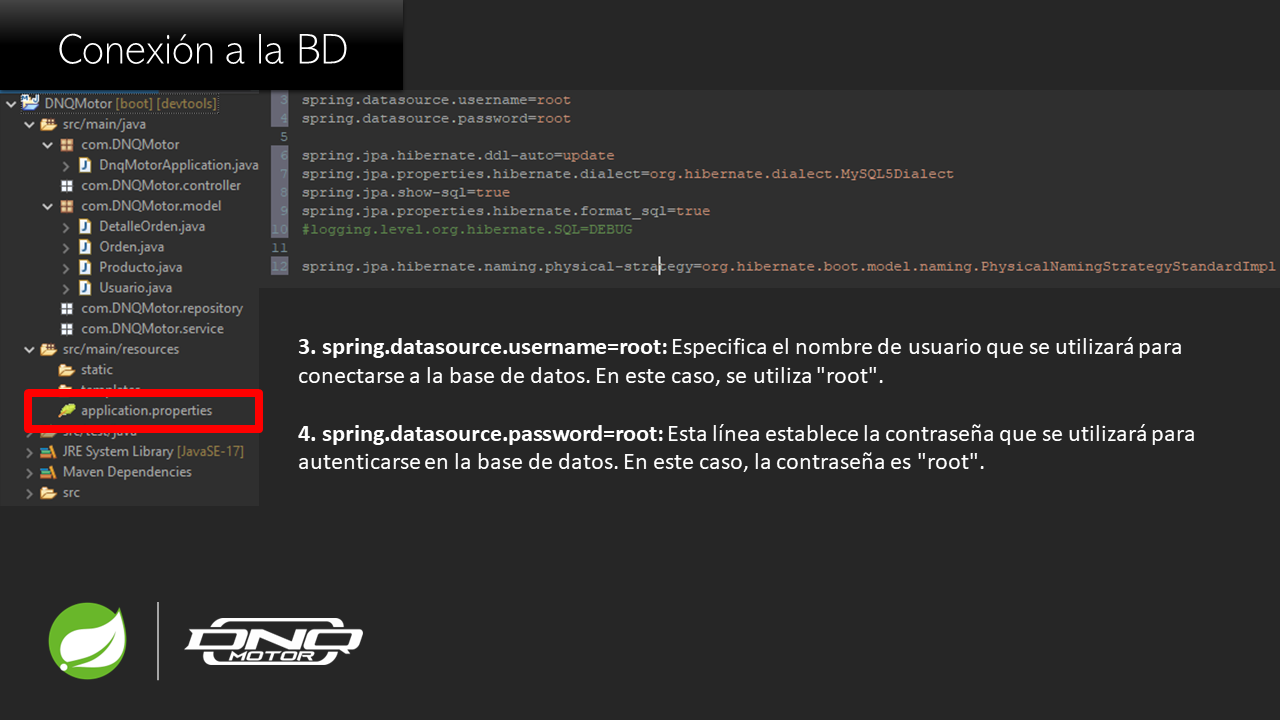 Conexión a la BD
DNQMotor [boot] [devtools]
src/main/java
com.DNQMotor
DnqMotorApplication.java
com.DNQMotor.controller
com.DNQMotor.model
DetalleOrden.java
Orden.java
Producto.java
Usuario.java
com.DNQMotor.repository
com.DNQMotor.service
src/main/resources
static
application.properties
src/test/java
JRE System Library [JavaSE-17]
Maven Dependencies
src
3 spring.datasource.username=root
4 spring.datasource.password=root
5
6 spring.jpa.hibernate.ddl-auto=update
7 spring.jpa.properties.hibernate.dialect=org.hibernate.dialect.MySQL5Dialect
8 spring.jpa.show-sql=true
9 spring.jpa.properties.hibernate.format_sql=true
10 #logging.level.org.hibernate.SQL=DEBUG
11
12 spring.jpa.hibernate.naming.physical-strategy=org.hibernate.boot.model.naming.PhysicalNamingStrategyStandardImpl
3. spring.datasource.username=root: Especifica el nombre de usuario que se utilizará para
conectarse a la base de datos. En este caso, se utiliza "root".
4. spring.datasource.password=root: Esta línea establece la contraseña que se utilizará para
autenticarse en la base de datos. En este caso, la contraseña es "root".
DNQ
MOTOR